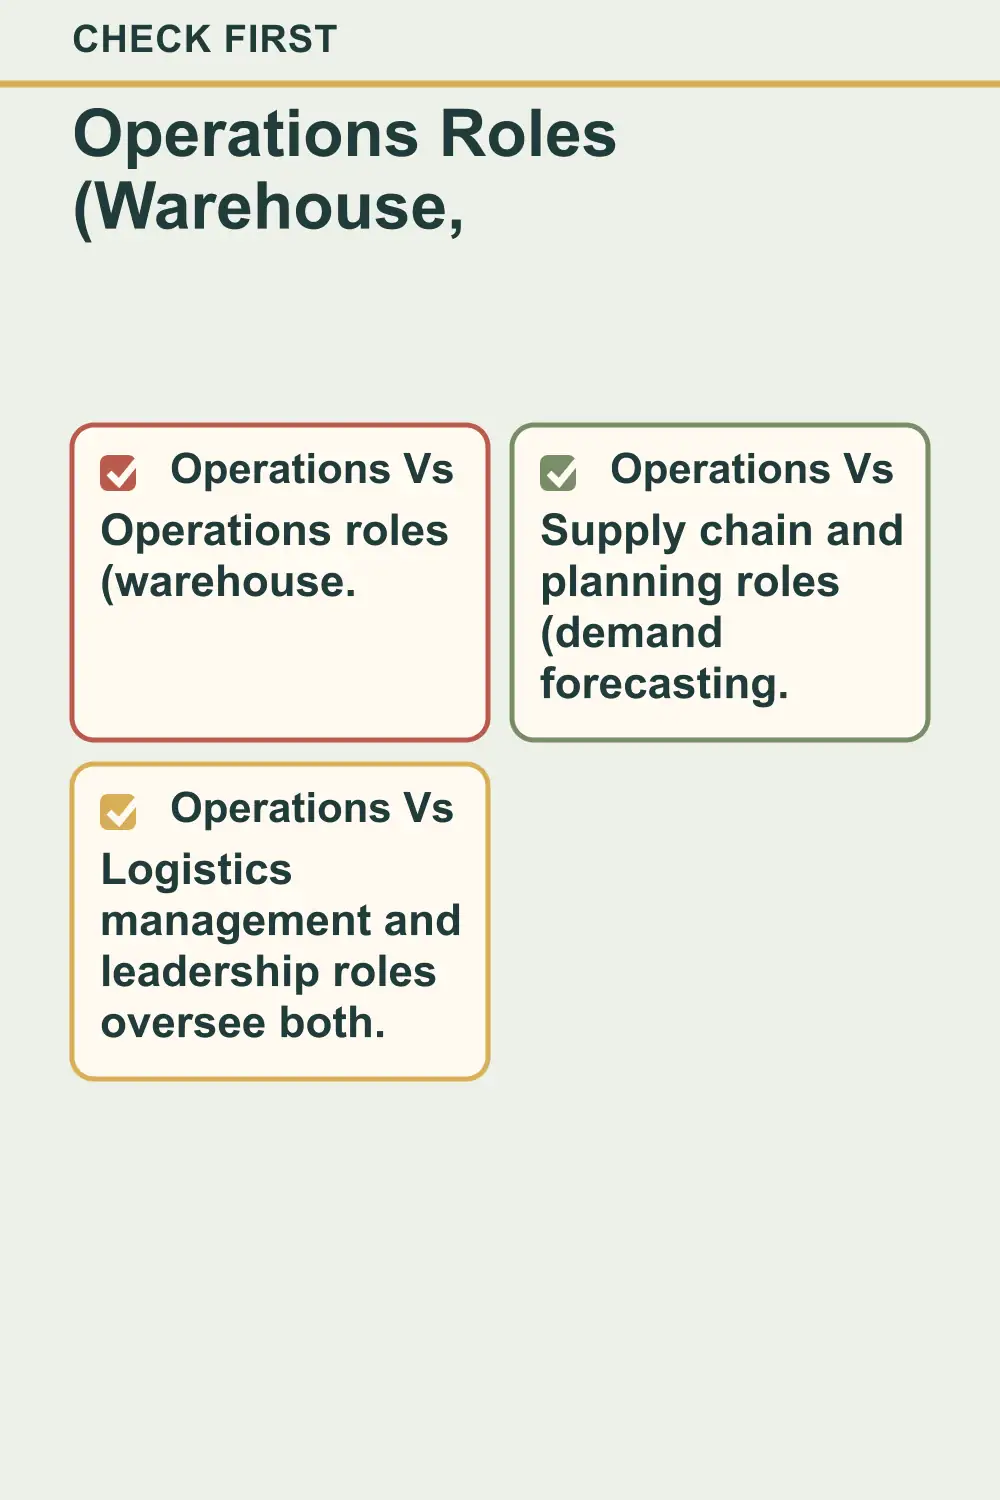 CHECK FIRST
Operations Roles
(Warehouse,
Operations Vs
Operations roles
(warehouse.
Operations Vs
Supply chain and
planning roles
(demand
forecasting.
Operations Vs
Logistics
management and
leadership roles
oversee both.